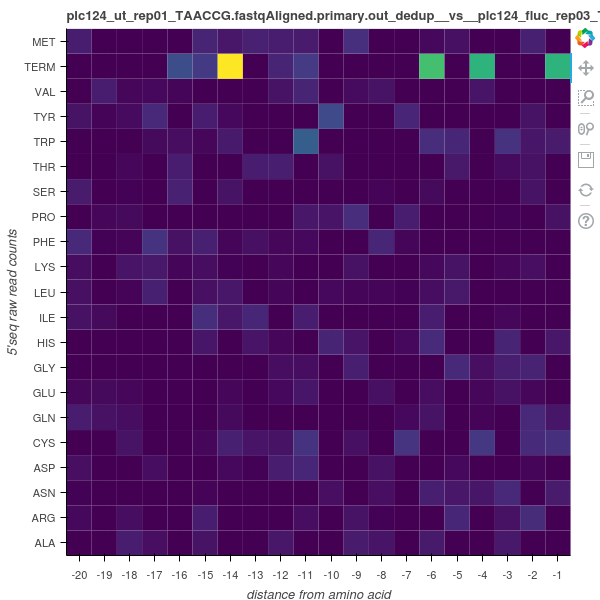 plc124_ut_rep01_TAACCG.fastqAligned.primary.out_dedup__vs__plc124_fluc_rep03_
MET
TERM
VAL
TYR
TRP
THR
SER
PRO
PHE
LYS
LEU
ILE
HIS
GLY
GLU
GLN
CYS
ASP
ASN
ARG
ALA
5'seq raw read counts
-20 -19 -18 -17 -16 -15 -14 -13 -12 -11 -10 -9 -8 -7 -6 -5 -4 -3 -2 -1
distance from amino acid